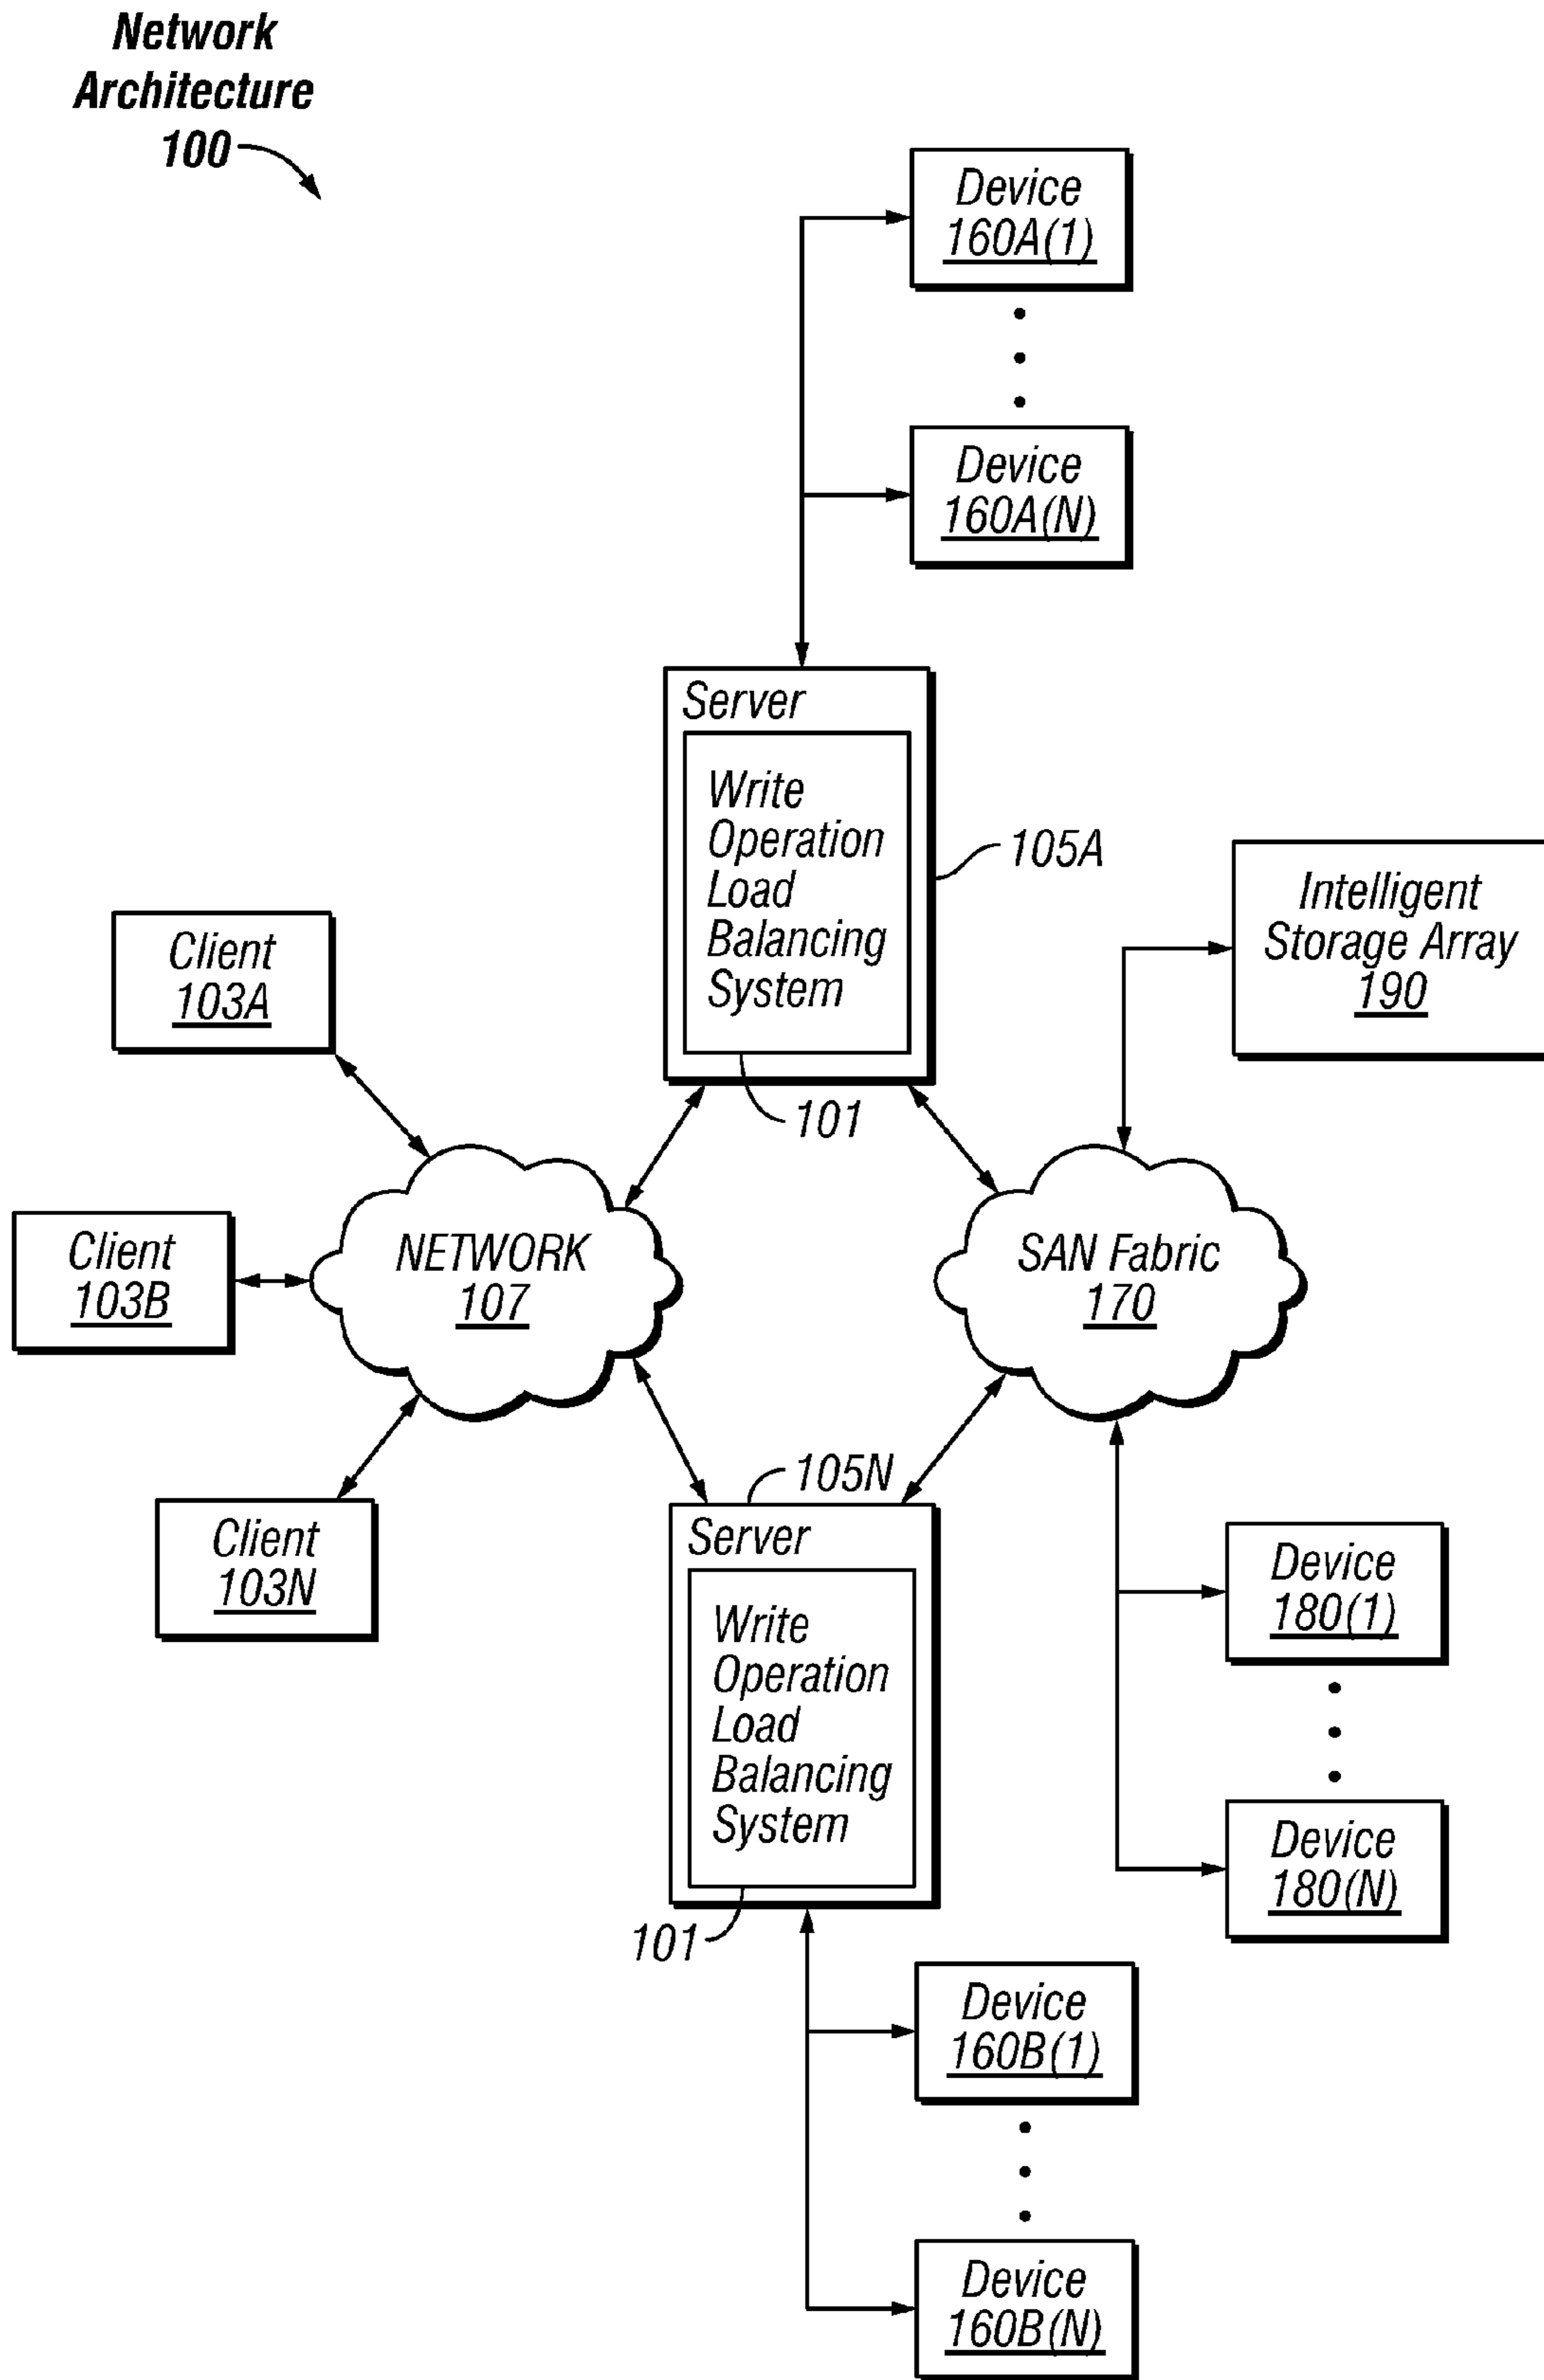 Network
Architecture
100
Device
160A(1)
Device
160A(N)
Server
Write
Operation
Load
Balancing
System
105A
101
Intelligent
Storage Array
190
Client
103A
Client
103B
Client
103N
NETWORK
107
SAN Fabric
170
105N
Server
Write
Operation
Load
Balancing
System
101
Device
180(1)
Device
180(N)
Device
160B(1)
Device
160B(N)